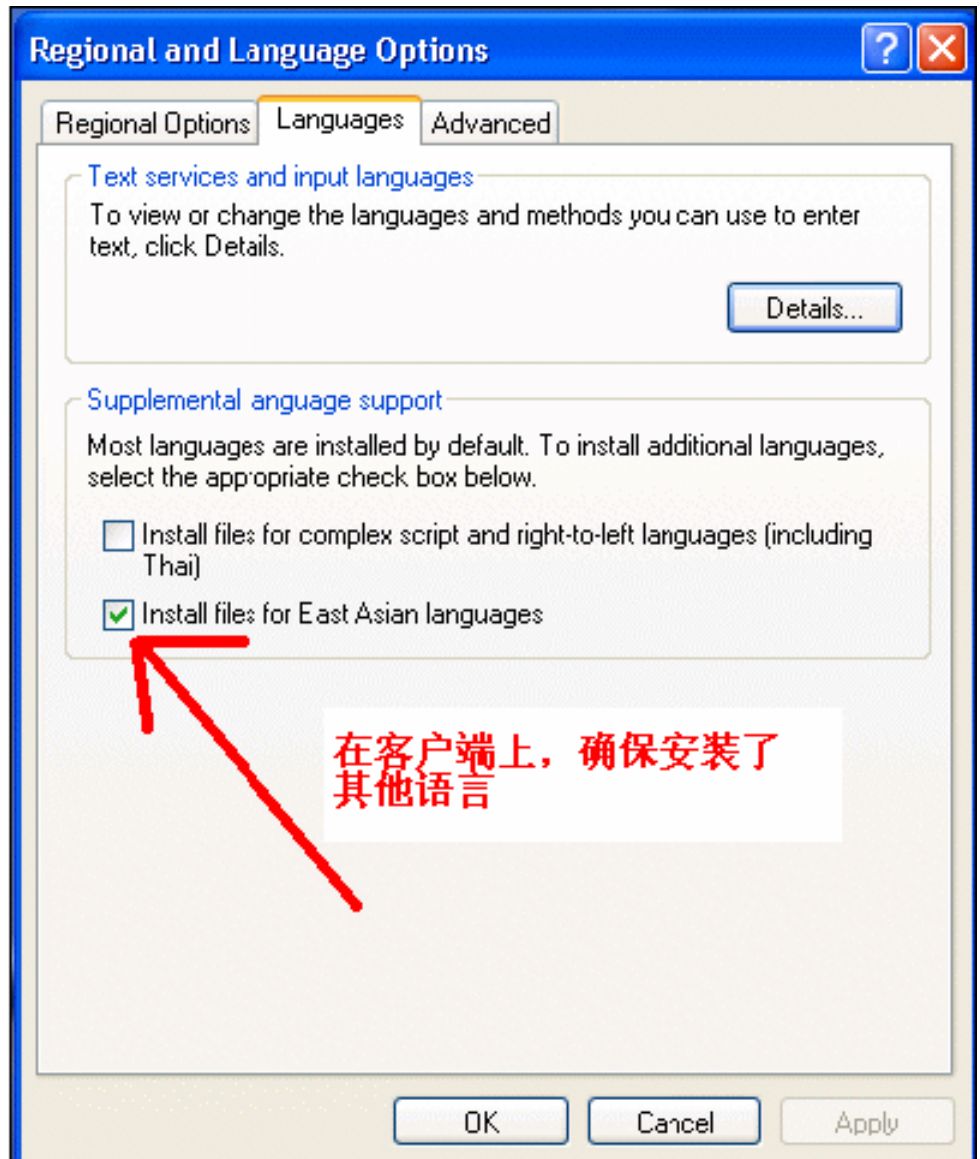 Regional and Language Options
Regional Options
Languages
Advanced
Text services and input languages
To view or change the languages and methods you can use to enter
text, click Details.
Details...
Supplemental language support
Most languages are installed by default. To install additional languages,
select the appropriate check box below.
Install files for complex script and right-to-left languages (including
Thai)
Install files for East Asian languages
在客户端上，确保安装了
其他语言
OK
Cancel
Apply